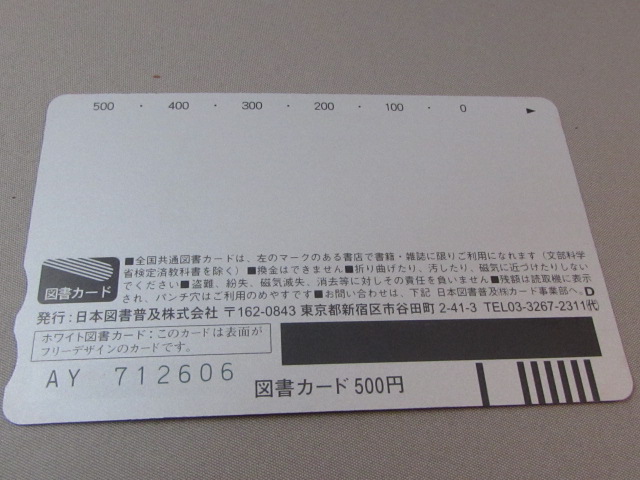 500 ・ 400 ・ 300 ・ 200 ・ 100 ・ 0
■全国共通図書カードは、左のマークのある書店で書籍・雑誌に限りご利用になれます(文部科学
省検定済教科書を除く)■換金はできません■折り曲げたり、汚したり、磁気に近づけたりしない
でください■盗難、紛失、磁気減失、消去等に対しその責任を負いません■残額は読取機に表示
され、パンチ穴はご利用のめやすです■お問い合わせは、下記 日本図書普及㈱カード事業部へ。D
図書カード
発行:日本図書普及株式会社 〒162-0843 東京都新宿区市谷田町 2-41-3 TEL03-3267-2311㈹
ホワイト図書カード:このカードは表面が
フリーデザインのカードです。
AY 712606
図書カード 500円